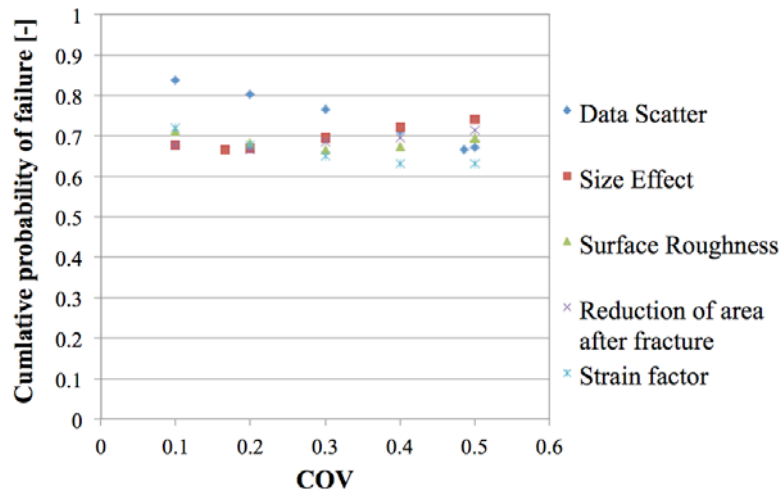 Cumlative probability of failure [-]
1
0.9
0.8
0.7
0.6
0.5
0.4
0.3
0.2
0.1
0
0
0.1
0.2
0.3
0.4
0.5
0.6
COV
Data Scatter
Size Effect
Surface Roughness
Reduction of area
after fracture
Strain factor